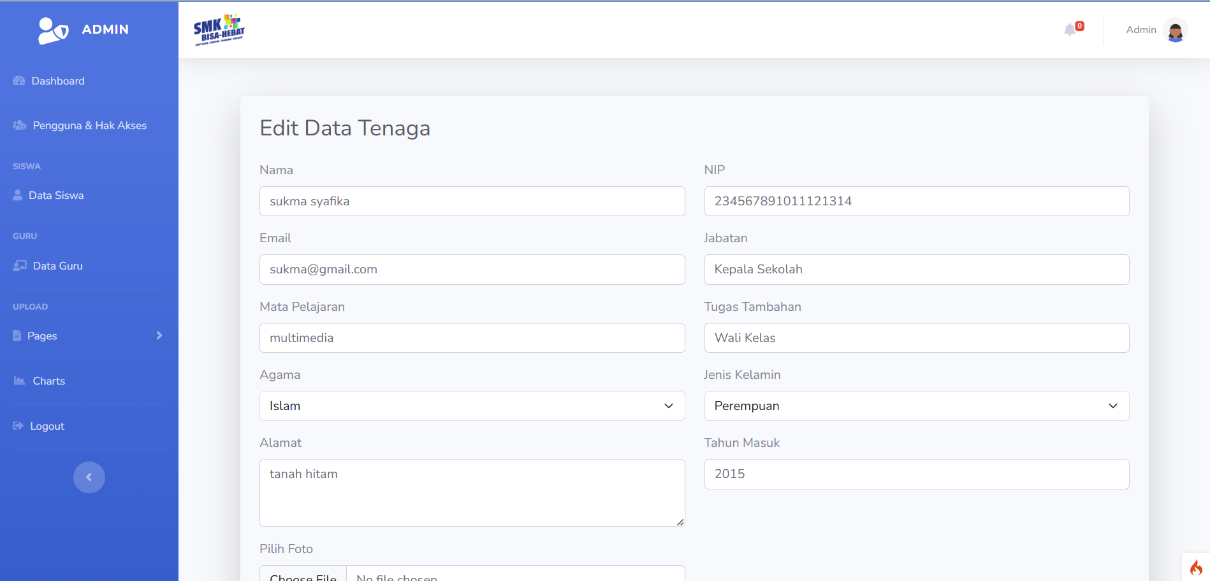 ADMIN
Dashboard
Pengguna & Hak Akses
SISWA
Data Siswa
GURU
Data Guru
UPLOAD
Pages
Charts
Logout
SMK
BISA-HEBAT
0
Admin
Edit Data Tenaga
Nama
sukma syafika
NIP
234567891011121314
Email
sukma@gmail.com
Jabatan
Kepala Sekolah
Mata Pelajaran
multimedia
Tugas Tambahan
Wali Kelas
Agama
Islam
Jenis Kelamin
Perempuan
Alamat
tanah hitam
Tahun Masuk
2015
Pilih Foto
Choose File
No file chosen